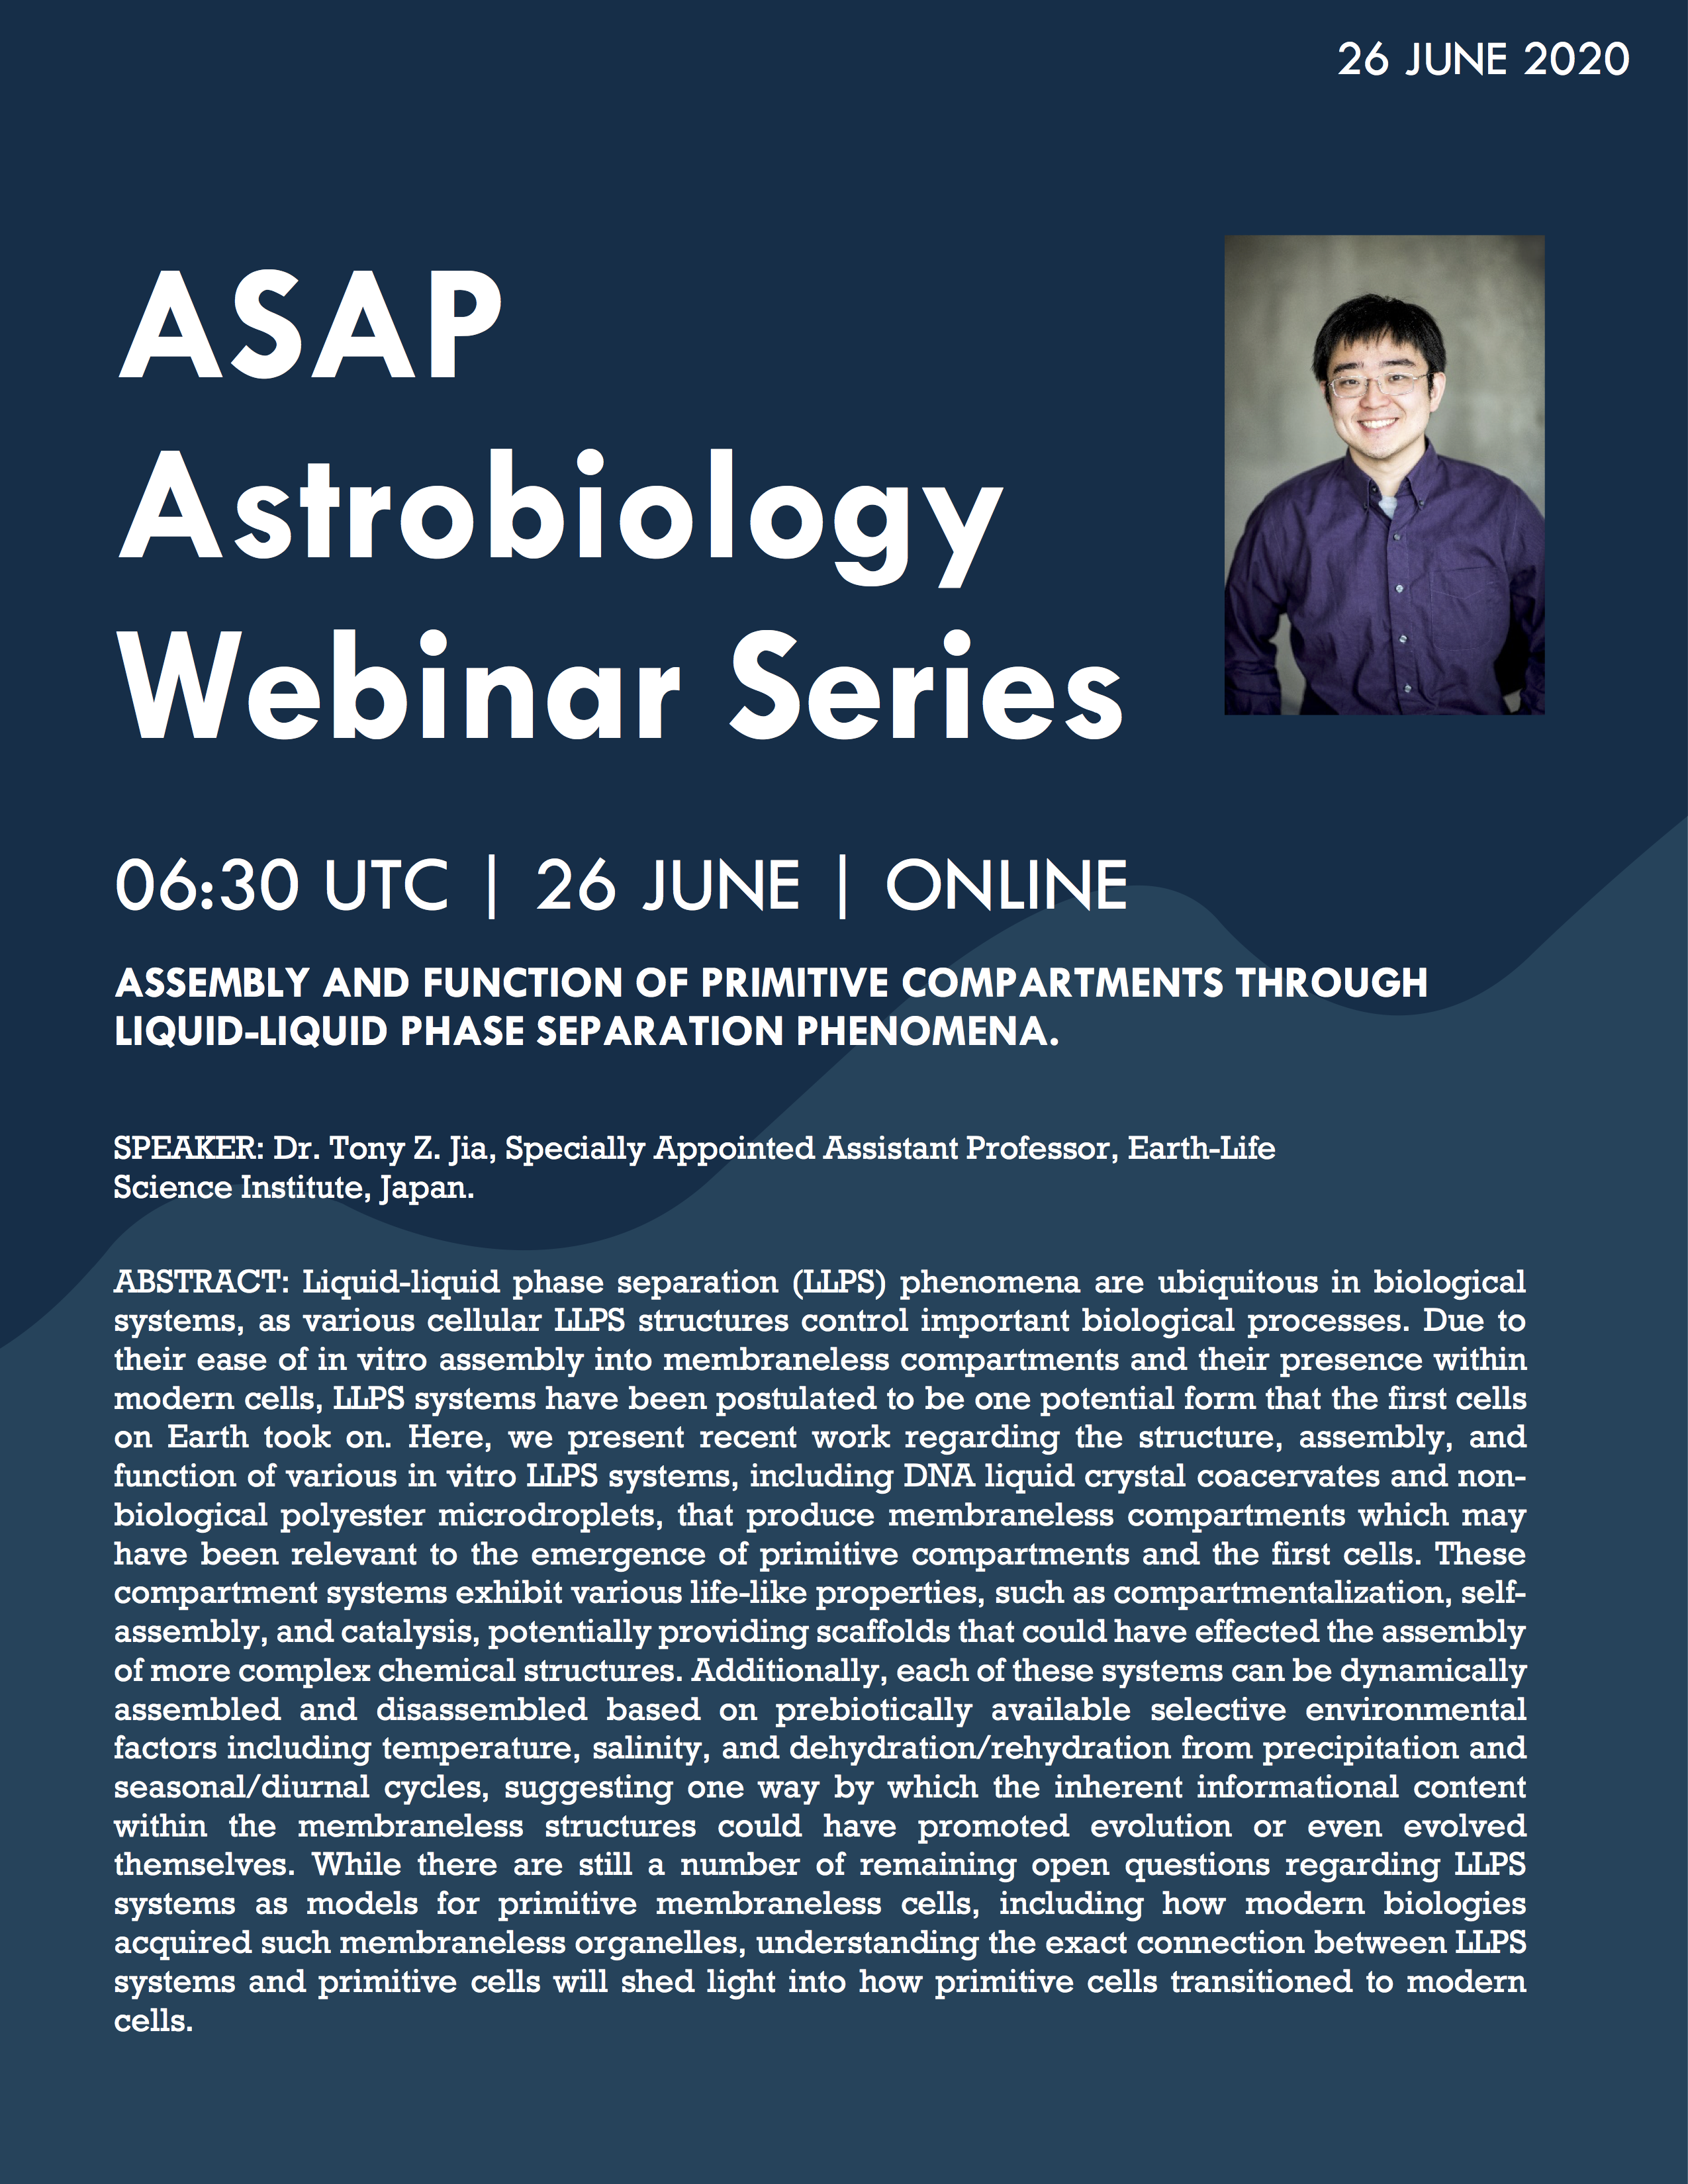 26 JUNE 2020
ASAP
Astrobiology
Webinar Series
06:30 UTC | 26 JUNE | ONLINE
ASSEMBLY AND FUNCTION OF PRIMITIVE COMPARTMENTS THROUGH
LIQUID-LIQUID PHASE SEPARATION PHENOMENA.
SPEAKER: Dr. Tony Z. Jia, Specially Appointed Assistant Professor, Earth-Life
Science Institute, Japan.
ABSTRACT: Liquid-liquid phase separation (LLPS) phenomena are ubiquitous in biological
systems, as various cellular LLPS structures control important biological processes. Due to
their ease of in vitro assembly into membraneless compartments and their presence within
modern cells, LLPS systems have been postulated to be one potential form that the first cells
on Earth took on. Here, we present recent work regarding the structure, assembly, and
function of various in vitro LLPS systems, including DNA liquid crystal coacervates and non-
biological polyester microdroplets, that produce membraneless compartments which may
have been relevant to the emergence of primitive compartments and the first cells. These
compartment systems exhibit various life-like properties, such as compartmentalization, self-
assembly, and catalysis, potentially providing scaffolds that could have effected the assembly
of more complex chemical structures. Additionally, each of these systems can be dynamically
assembled and disassembled based on prebiotically available selective environmental
factors including temperature, salinity, and dehydration/rehydration from precipitation and
seasonal/diurnal cycles, suggesting one way by which the inherent informational content
within the membraneless structures could have promoted evolution or even evolved
themselves. While there are still a number of remaining open questions regarding LLPS
systems as models for primitive membraneless cells, including how modern biologies
acquired such membraneless organelles, understanding the exact connection between LLPS
systems and primitive cells will shed light into how primitive cells transitioned to modern
cells.